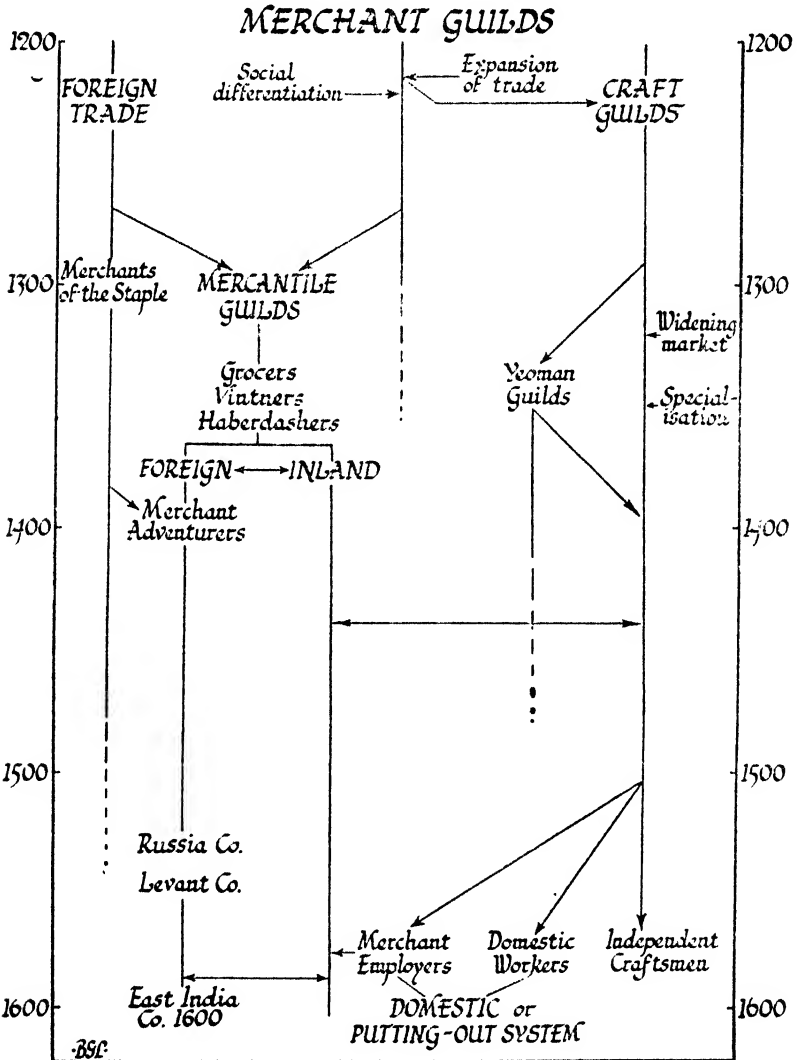 MERCHANT GUILDS
1200
1200
FOREIGN
TRADE
Social
differentiation
Expansion
of trade
CRAFT
GUILDS
1300
1300
Merchants
of the Staple
MERCANTILE
GUILDS
Widening
market
Grocers
Vintners
Haberdashers
Yeoman
Guilds
Special-
isation
FOREIGN
INLAND
Merchant
Adventurers
1400
1400
1500
1500
Russia Co.
Levant Co.
Merchant
Employers
Domestic
Workers
Independent
Craftsmen
East India
Co. 1600
DOMESTIC or
PUTTING-OUT SYSTEM
1600
1600